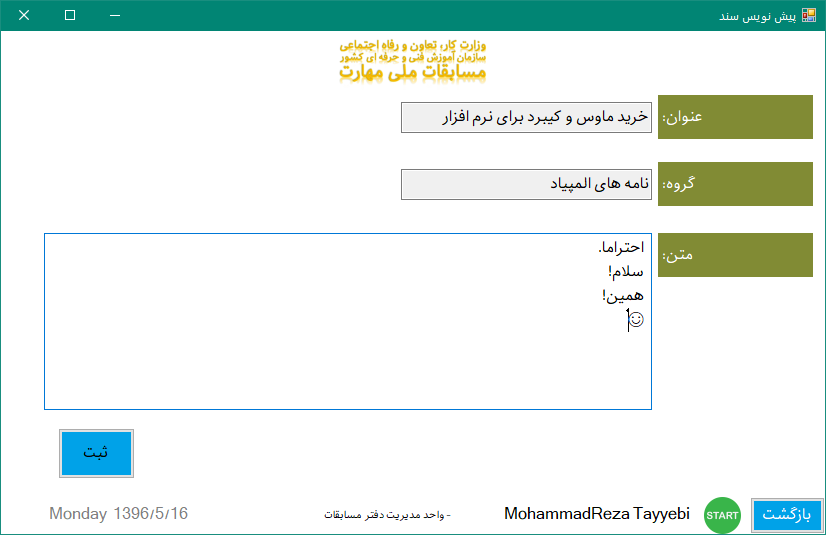 پیش نویس سند
وزارت کار، تعاون و رفاه اجتماعی
سازمان آموزش فنی و حرفه ای کشور
مسابقات ملی مهارت
عنوان:
خرید ماوس و کیبرد برای نرم افزار
گروه:
نامه های المپیاد
متن:
احتراما.
سلام!
همین!
☺
ثبت
بازگشت
START
MohammadReza Tayyebi
- واحد مدیریت دفتر مسابقات
Monday 1396/5/16